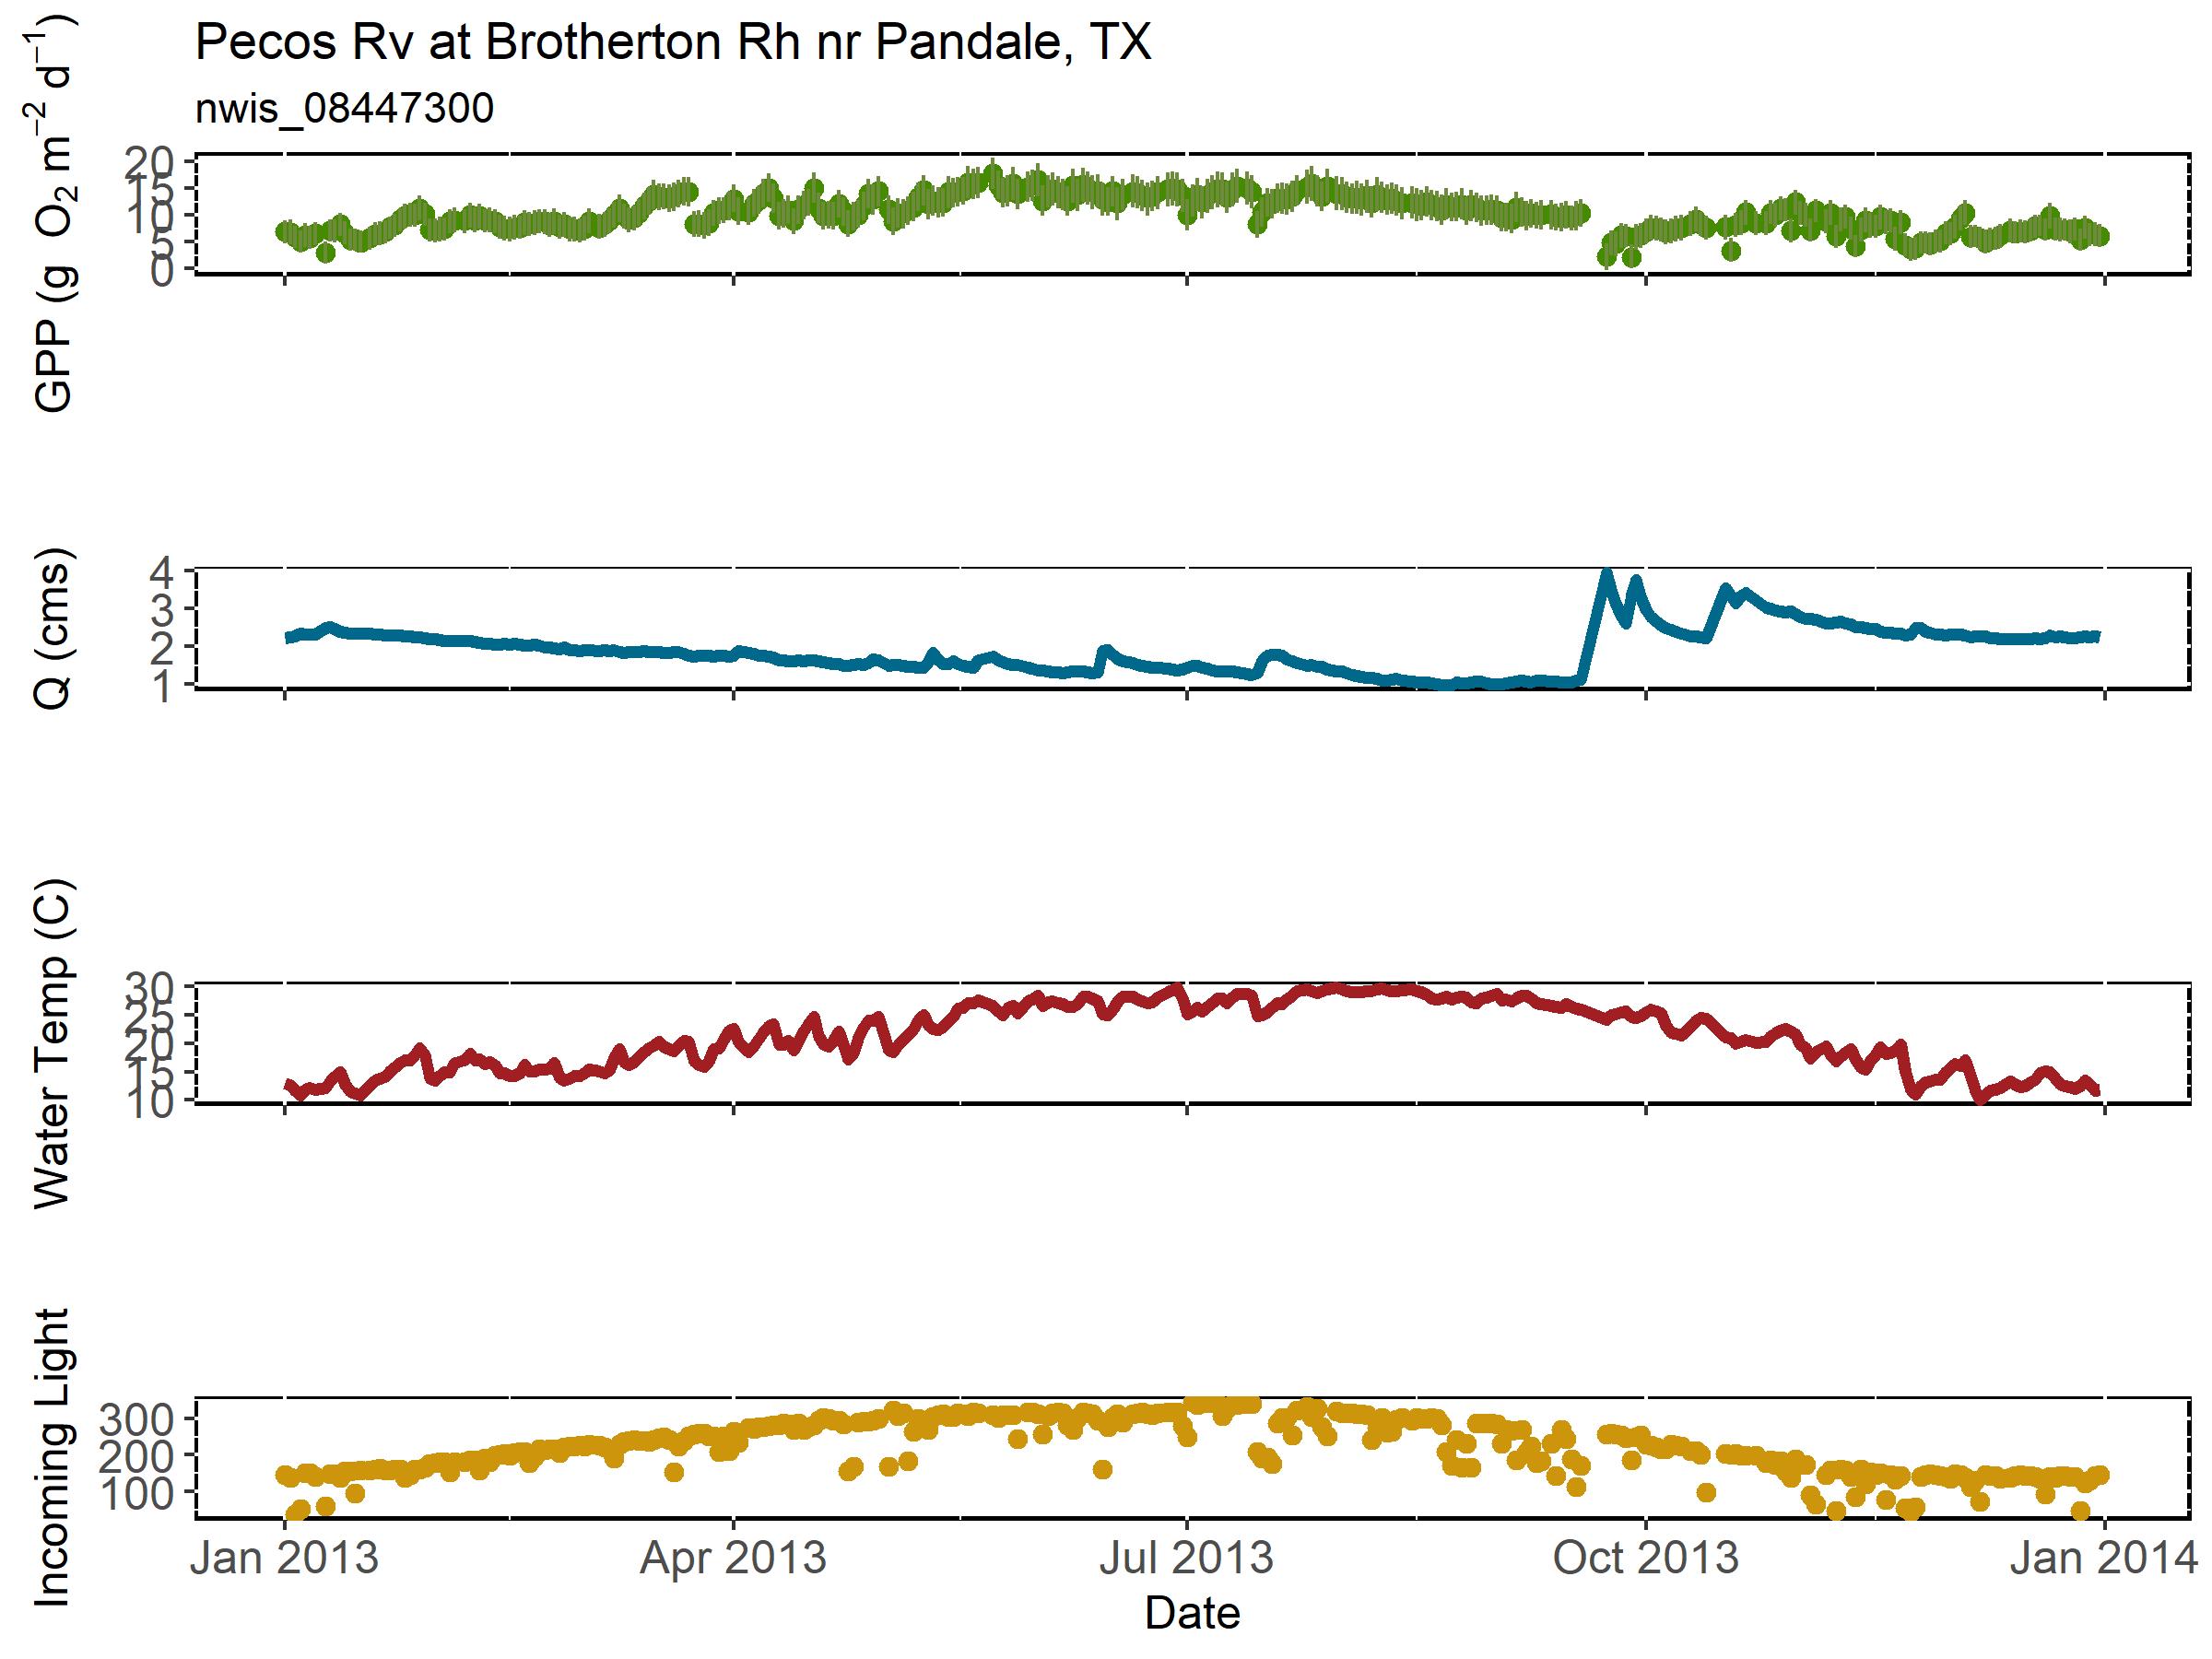 Pecos Rv at Brotherton Rh nr Pandale, TX
nwis_08447300
GPP (g O₂ m⁻² d⁻¹)
20
15
10
5
0
Q (cms)
4
3
2
1
Water Temp (C)
30
25
20
15
10
Incoming Light
300
200
100
Jan 2013 Apr 2013 Jul 2013 Oct 2013 Jan 2014
Date